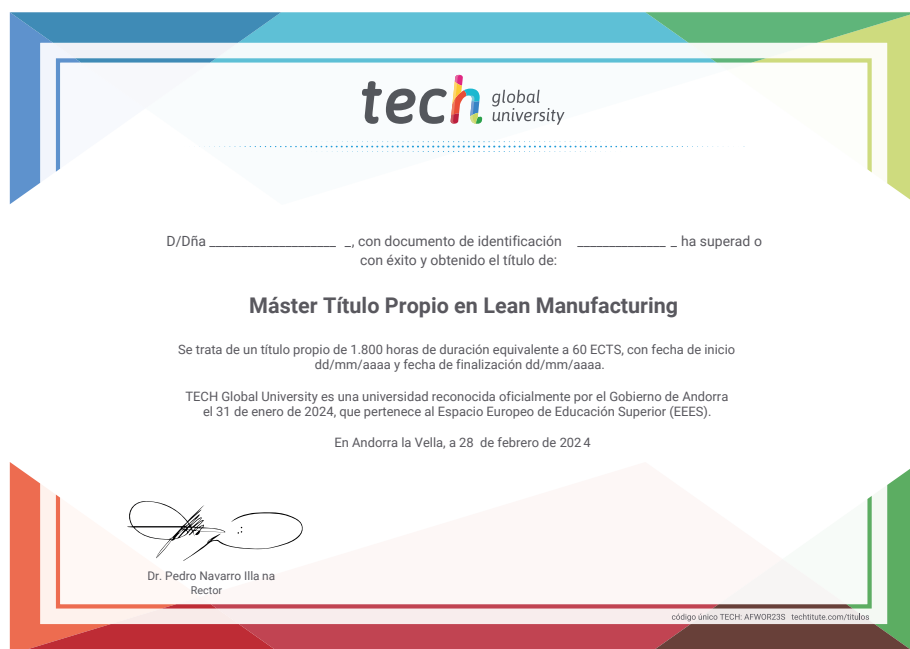 tech global
university
D/Dña ____________________ _, con documento de identificación ______________ _ ha superad o
con éxito y obtenido el título de:
Máster Título Propio en Lean Manufacturing
Se trata de un título propio de 1.800 horas de duración equivalente a 60 ECTS, con fecha de inicio
dd/mm/aaaa y fecha de finalización dd/mm/aaaa.
TECH Global University es una universidad reconocida oficialmente por el Gobierno de Andorra
el 31 de enero de 2024, que pertenece al Espacio Europeo de Educación Superior (EEES).
En Andorra la Vella, a 28 de febrero de 202 4
Dr. Pedro Navarro Illa na
Rector
código único TECH: AFWOR23S techtitute.com/titulos